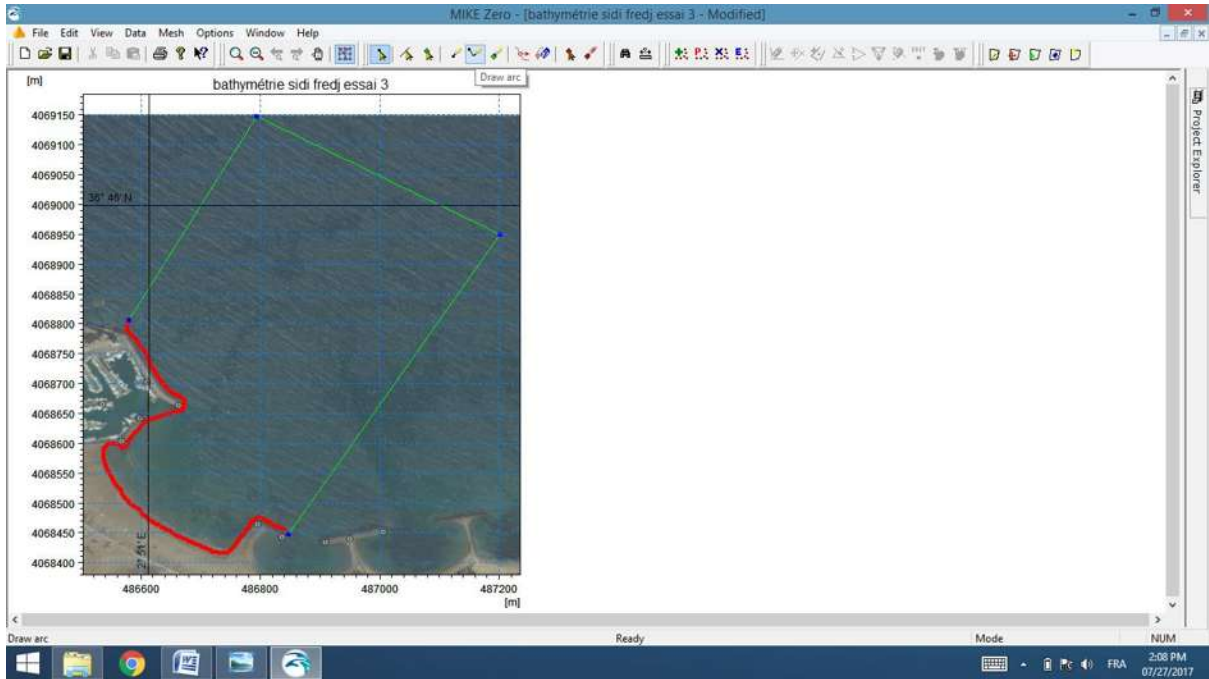 MIKE Zero - [bathymétrie sidi fredj essai 3 - Modified]
File Edit View Data Mesh Options Window Help
Draw arc
Project Explorer
[m]
bathymétrie sidi fredj essai 3
4069150
4069100
4069050
36° 46' N
4069000
4068950
4068900
4068850
4068800
4068750
4068700
4068650
4068600
4068550
4068500
4068450
4068400
2° 51' E
486600 486800 487000 487200
[m]
Draw arc Ready Mode NUM
FRA
2:08 PM
07/27/2017